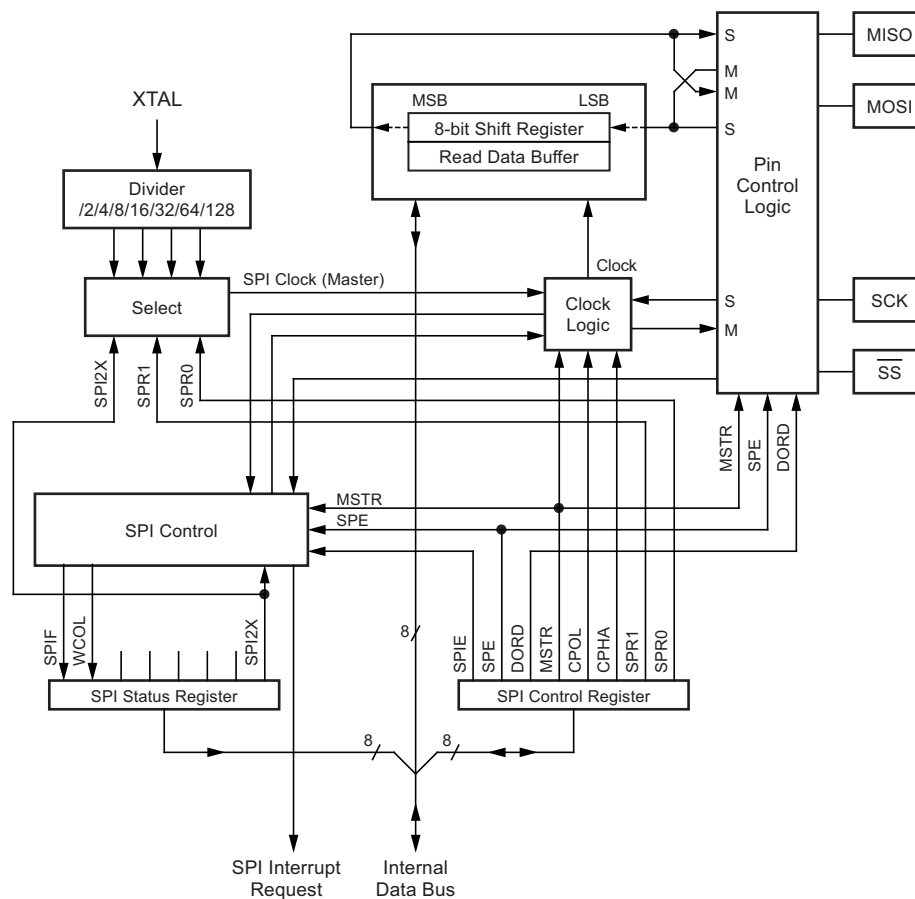 S
MISO
M
XTAL
MSB
LSB
M
MOSI
8-bit Shift Register
S
Read Data Buffer
Pin
Control
Logic
Divider
/2/4/8/16/32/64/128
Clock
SPI Clock (Master)
Select
Clock
Logic
S
SCK
M
SPI2X
SPR1
SPR0
SS
MSTR
SPE
DORD
MSTR
SPE
SPI Control
SPIF
WCOL
SPI2X
8
SPIE
SPE
DORD
MSTR
CPOL
CPHA
SPR1
SPR0
SPI Status Register
SPI Control Register
8
8
SPI Interrupt
Request
Internal
Data Bus